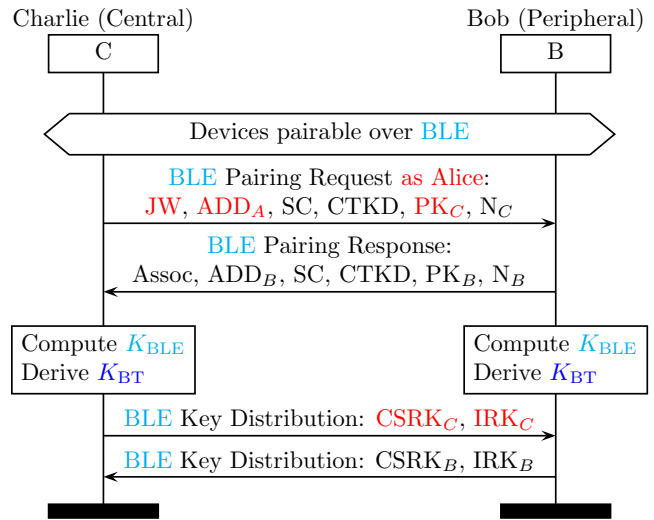 Charlie (Central) Bob (Peripheral)
C B
Devices pairable over BLE
BLE Pairing Request as Alice:
JW, ADD_A, SC, CTKD, PK_C, N_C
BLE Pairing Response:
Assoc, ADD_B, SC, CTKD, PK_B, N_B
Compute K_BLE Compute K_BLE
Derive K_BT Derive K_BT
BLE Key Distribution: CSRK_C, IRK_C
BLE Key Distribution: CSRK_B, IRK_B